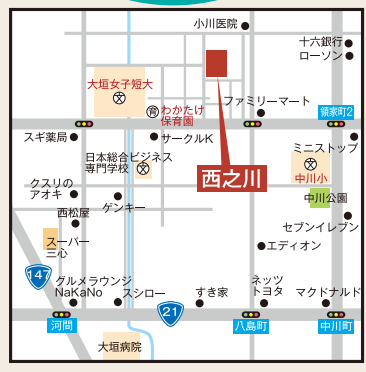 小川医院
十六銀行
ローソン
大垣女子短大
文
育
わかたけ
保育園
ファミリーマート
領家町2
スギ薬局
サークルK
ミニストップ
日本総合ビジネス
専門学校
文
文
中川小
西之川
クスリの
アオキ
ゲンキー
中川公園
西松屋
セブンイレブン
スーパー
三心
エディオン
147
グルメラウンジ
NaKaNo
スシロー
すき家
ネッツ
トヨタ
マクドナルド
21
河間
八島町
中川町
大垣病院